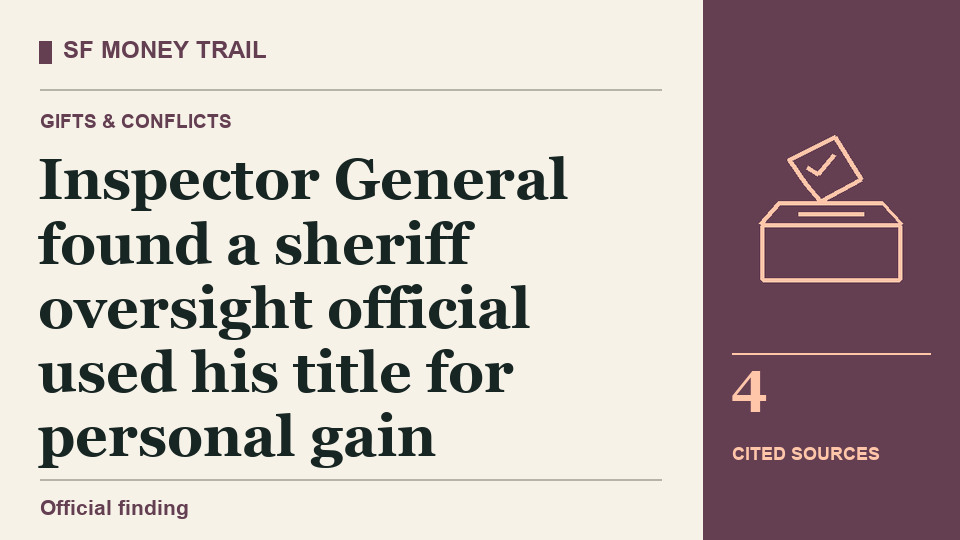 SF MONEY TRAIL
GIFTS & CONFLICTS
Inspector General
found a sheriff
oversight official
used his title for
personal gain
Official finding
4
CITED SOURCES